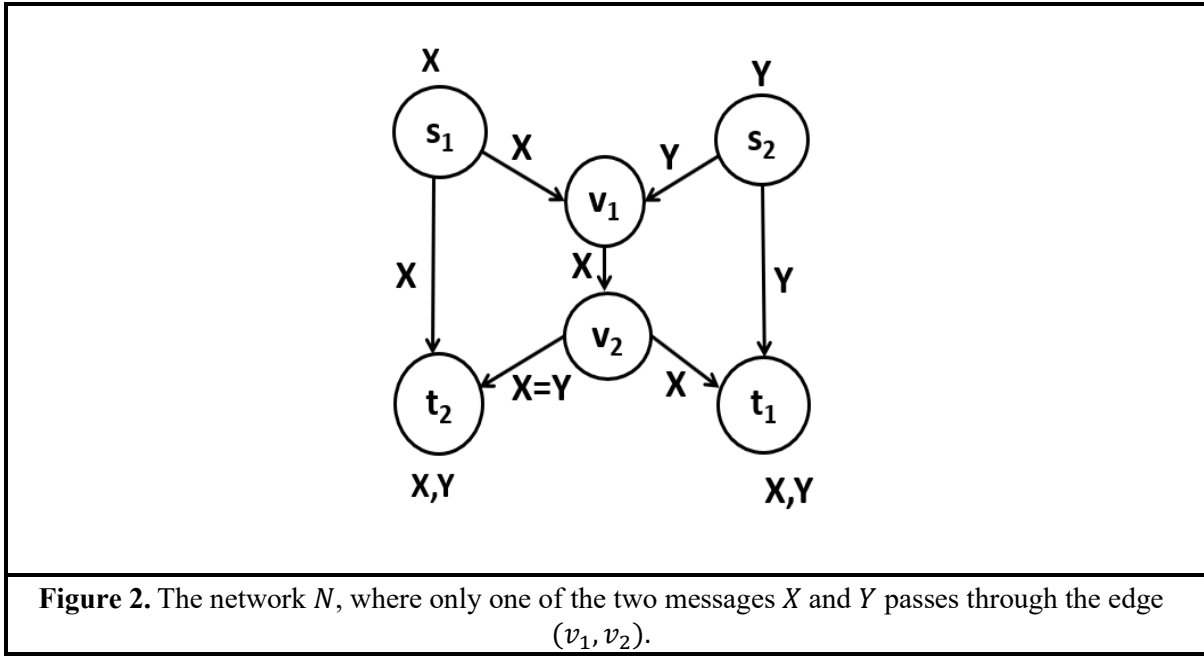 X
Y
s₁
s₂
X
Y
v₁
X
X
Y
v₂
X=Y
X
t₂
t₁
X,Y
X,Y
Figure 2. The network N, where only one of the two messages X and Y passes through the edge
(v₁, v₂).